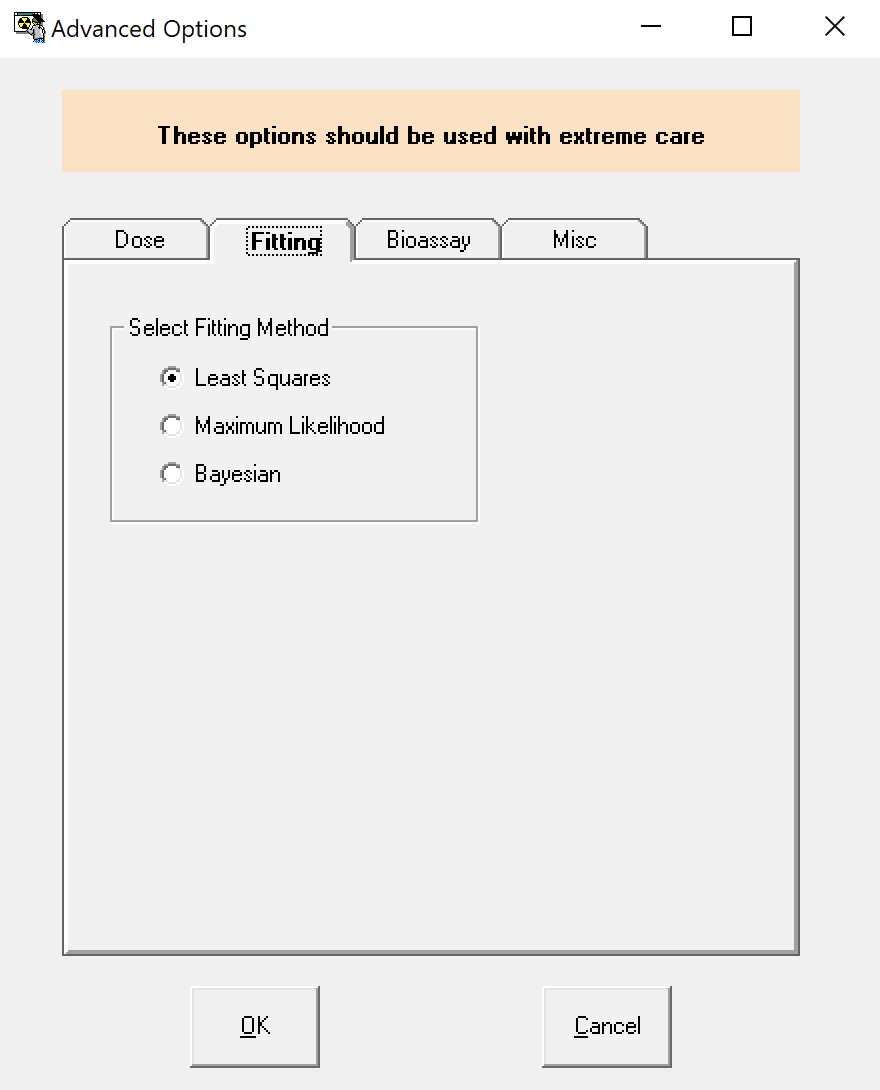 Advanced Options
These options should be used with extreme care
Dose Fitting Bioassay Misc
Select Fitting Method
Least Squares
Maximum Likelihood
Bayesian
OK Cancel